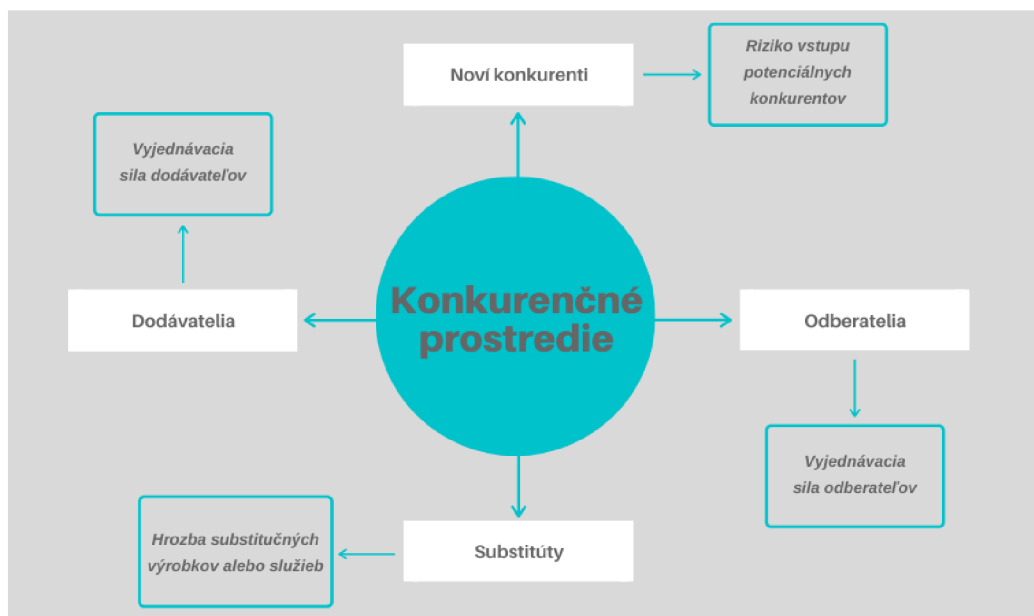 Noví konkurenti
Riziko vstupu
potenciálnych
konkurentov
Vyjednávacia
sila dodávateľov
Dodávatelia
Konkurenčné
prostredie
Odberatelia
Vyjednávacia
sila odberateľov
Hrozba substitučných
výrobkov alebo služieb
Substitúty